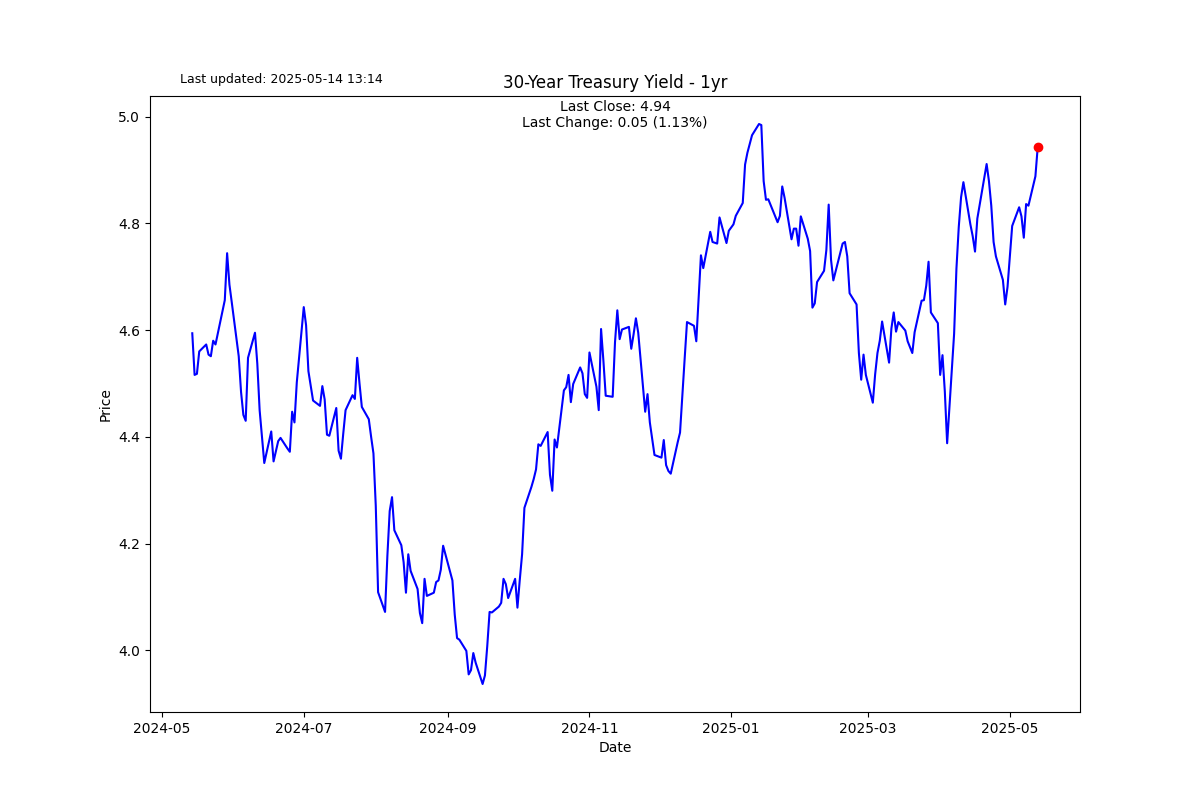 Last updated: 2025-05-14 13:14
30-Year Treasury Yield - 1yr
Last Close: 4.94
Last Change: 0.05 (1.13%)
Price
5.0
4.8
4.6
4.4
4.2
4.0
2024-05
2024-07
2024-09
2024-11
2025-01
2025-03
2025-05
Date